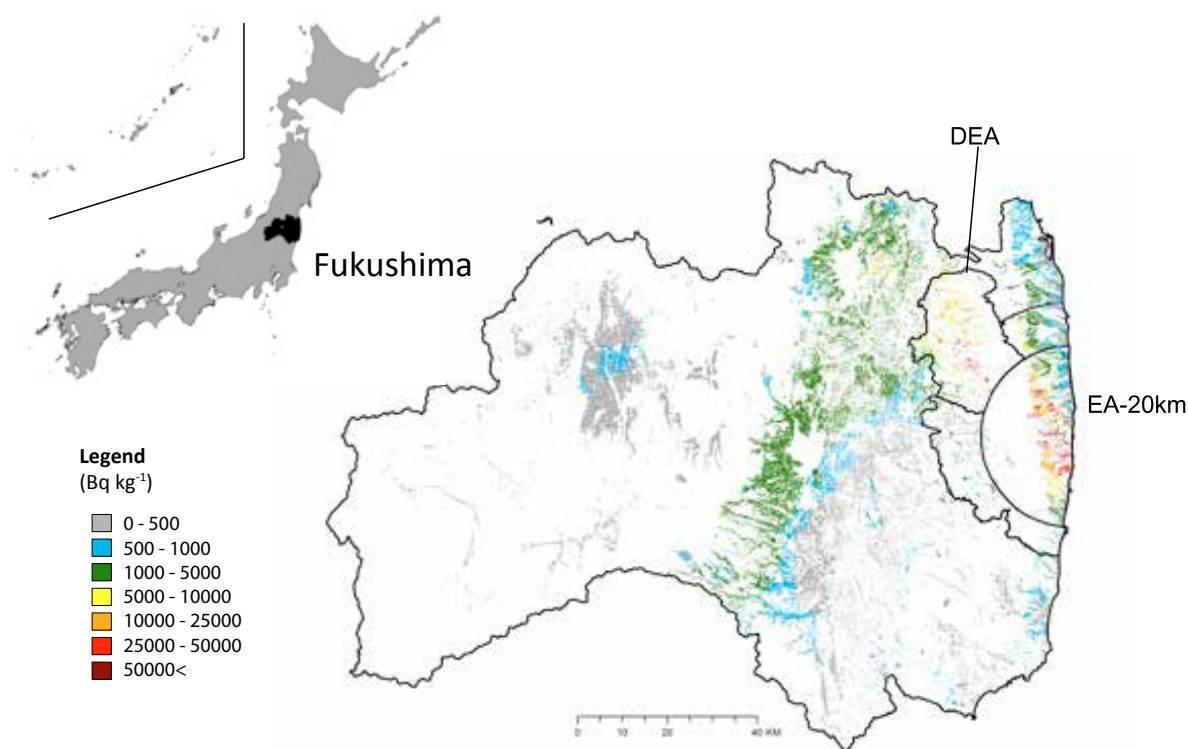 DEA
Fukushima
EA-20km
Legend
(Bq kg⁻¹)
0 - 500
500 - 1000
1000 - 5000
5000 - 10000
10000 - 25000
25000 - 50000
50000<
0 10 20 40 KM